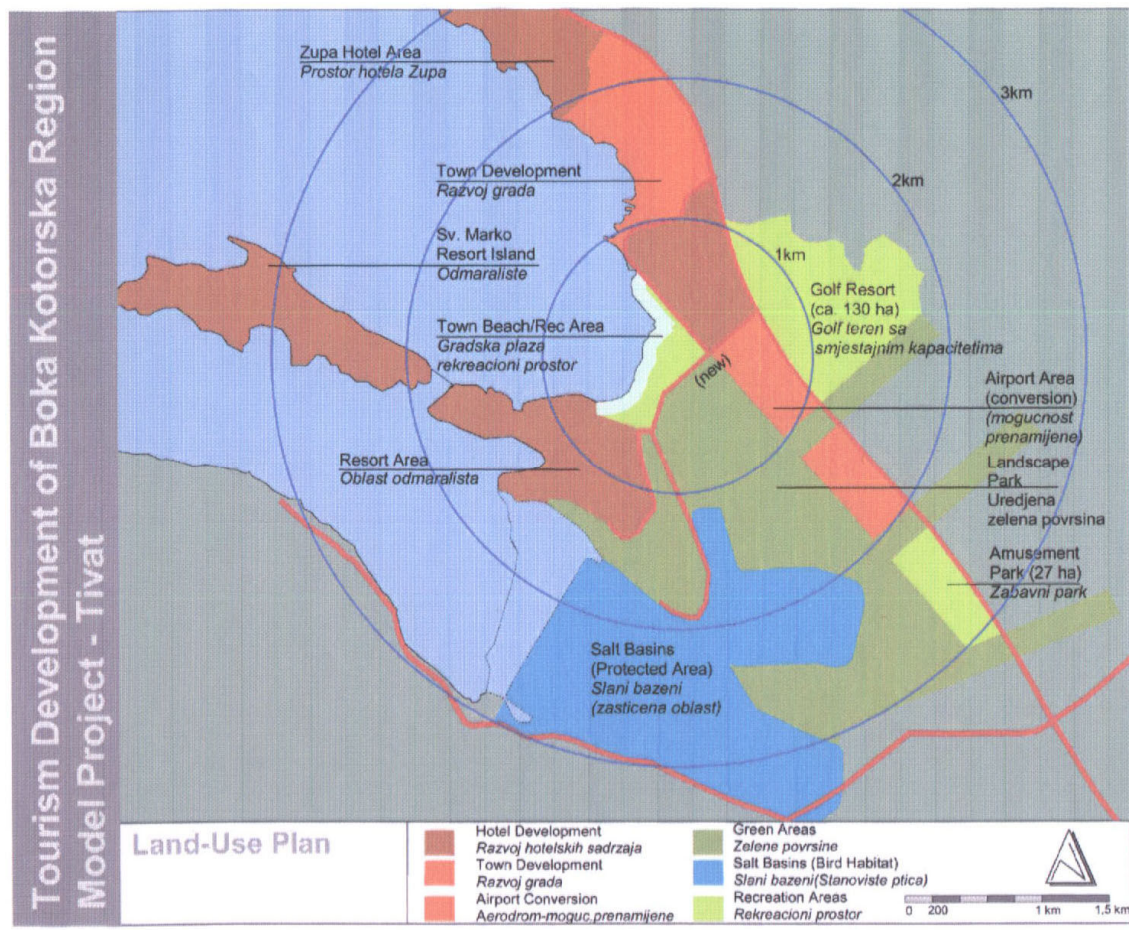 Tourism Development of Boka Kotorska Region
Model Project - Tivat
Zupa Hotel Area
Prostor hotela Zupa
3km
Town Development
Razvoj grada
2km
Sv. Marko
Resort Island
Odmaraliste
1km
Golf Resort
(ca. 130 ha)
Golf teren sa
smjestajnim kapacitetima
Town Beach/Rec Area
Gradska plaza
rekreacioni prostor
(new)
Airport Area
(conversion)
(mogucnost
prenamijene)
Resort Area
Oblast odmaralista
Landscape
Park
Uredjena
zelena povrsina
Amusement
Park (27 ha)
Zabavni park
Salt Basins
(Protected Area)
Slani bazeni
(zasticena oblast)
Land-Use Plan
Hotel Development
Razvoj hotelskih sadrzaja
Town Development
Razvoj grada
Airport Conversion
Aerodrom-moguc.prenamijene
Green Areas
Zelene povrsine
Salt Basins (Bird Habitat)
Slani bazeni(Stanoviste ptica)
Recreation Areas
Rekreacioni prostor
0 200 1 km 1,5 km